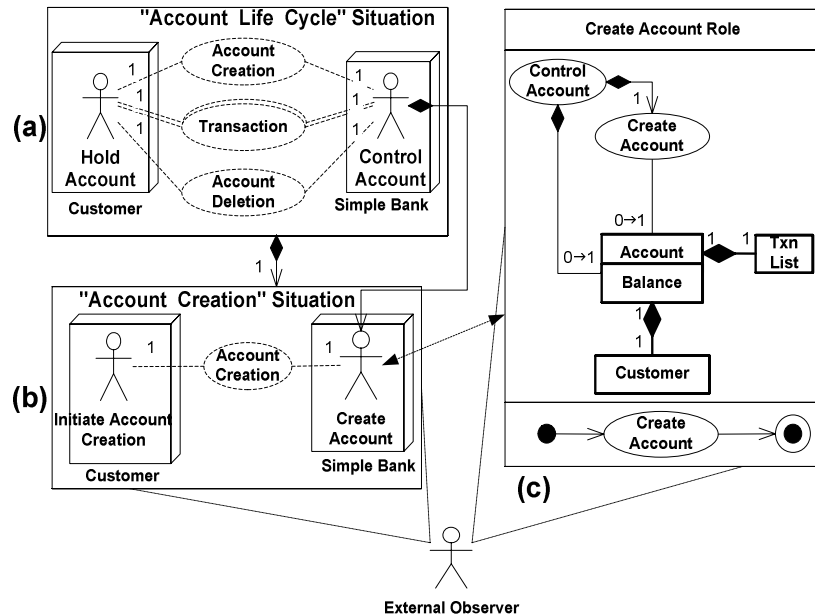 "Account Life Cycle" Situation
Account
Creation
1
1
1
1
Transaction
1
1
(a)
Hold
Account
Control
Account
Account
Deletion
Customer
Simple Bank
1
"Account Creation" Situation
1
Account
Creation
1
(b)
Initiate Account
Creation
Create
Account
Customer
Simple Bank
Create Account Role
Control
Account
1
Create
Account
0→1
0→1
Account
Balance
1
1
Txn
List
1
1
Customer
Create
Account
(c)
External Observer